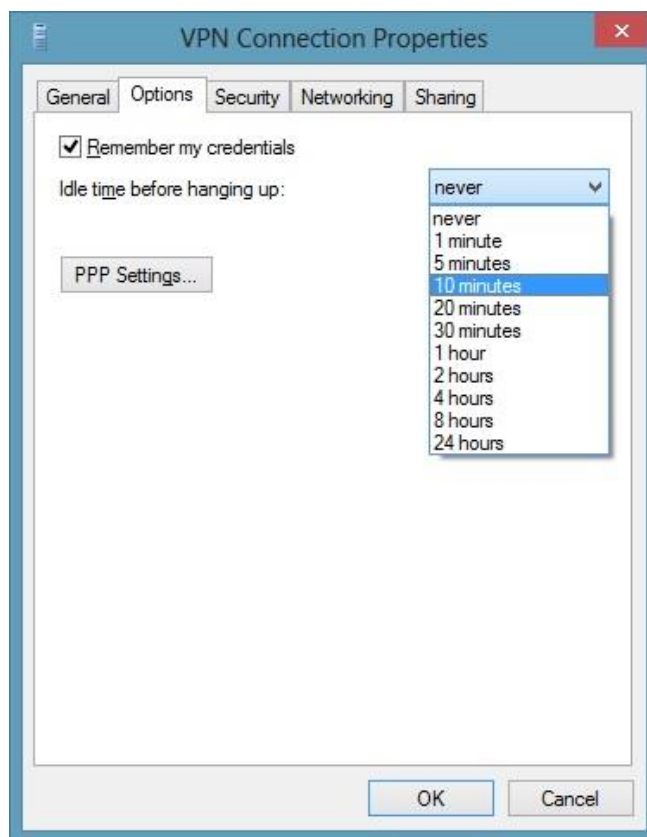 VPN Connection Properties
General Options Security Networking Sharing
Remember my credentials
Idle time before hanging up: never
never
1 minute
5 minutes
10 minutes
20 minutes
30 minutes
1 hour
2 hours
4 hours
8 hours
24 hours
PPP Settings...
OK Cancel